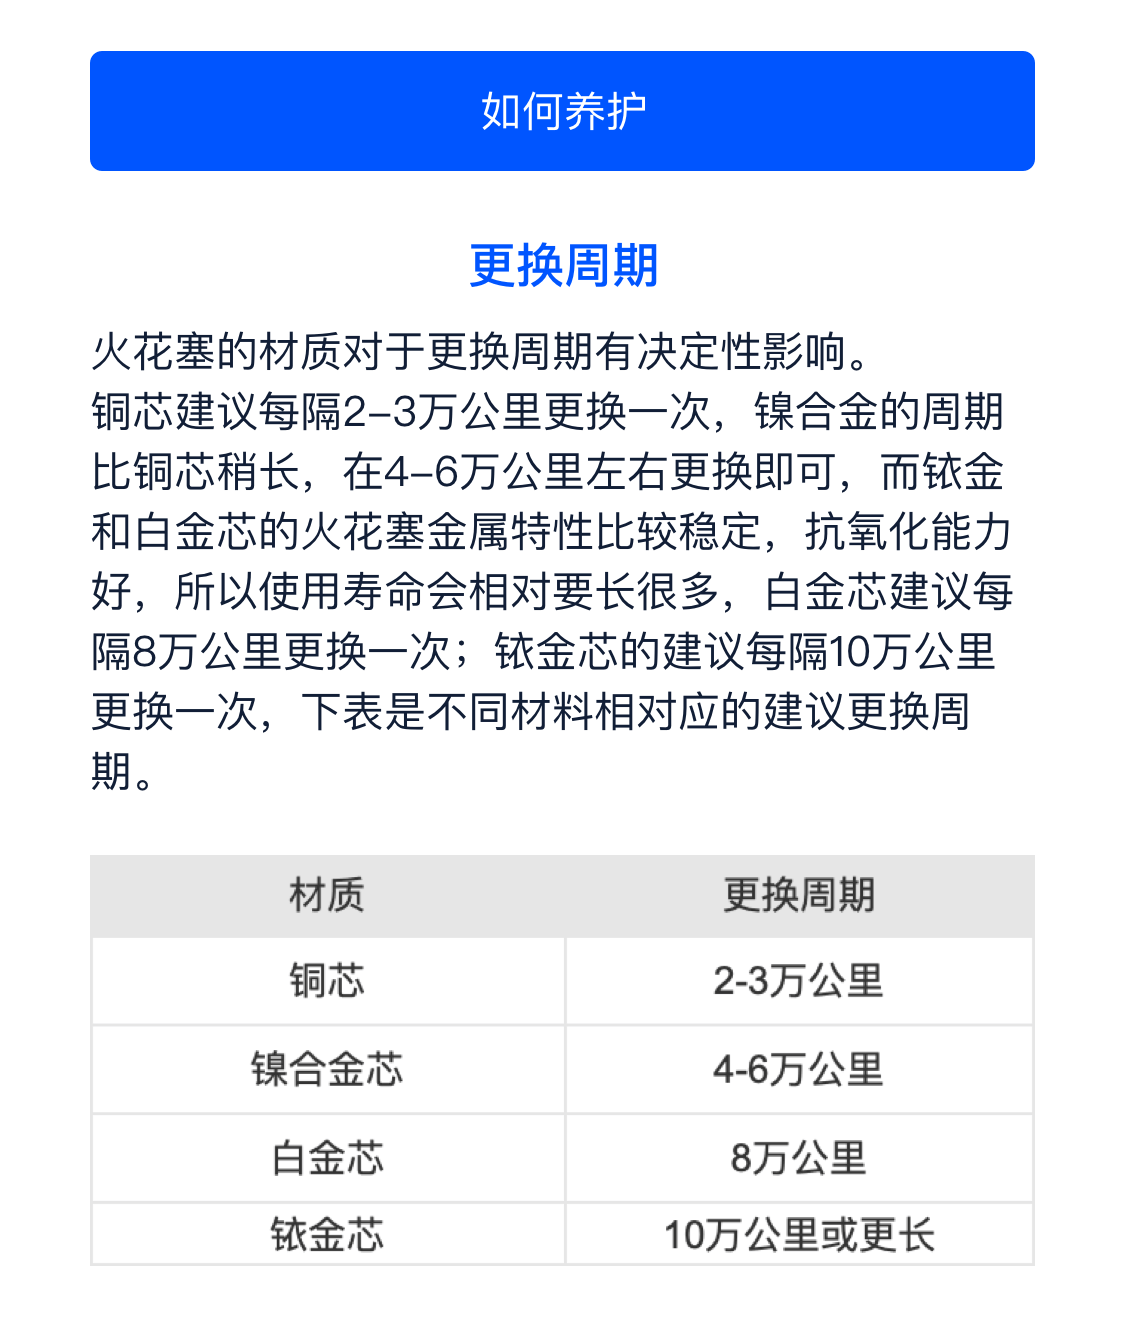 如何养护
更换周期
火花塞的材质对于更换周期有决定性影响。
铜芯建议每隔2-3万公里更换一次，镍合金的周期
比铜芯稍长，在4-6万公里左右更换即可，而铱金
和白金芯的火花塞金属特性比较稳定，抗氧化能力
好，所以使用寿命会相对要长很多，白金芯建议每
隔8万公里更换一次；铱金芯的建议每隔10万公里
更换一次，下表是不同材料相对应的建议更换周
期。
材质 更换周期
铜芯 2-3万公里
镍合金芯 4-6万公里
白金芯 8万公里
铱金芯 10万公里或更长